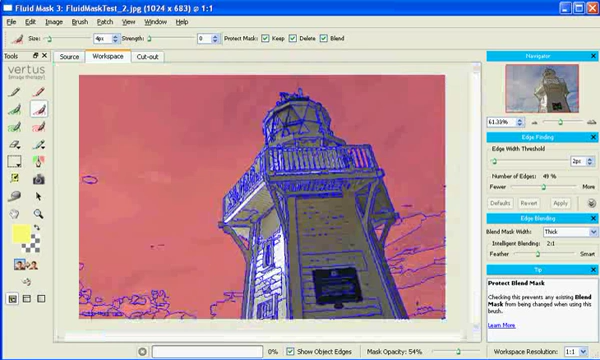 Fluid Mask 3: FluidMaskTest_2.jpg (1024 x 683) @ 1:1
File Edit Image Brush Patch View Window Help
Size: 4px Strength: 0 Protect Mask: Keep Delete Blend
Tools
Source Workspace Cut-out
vertus
[image therapy]
Navigator
61.33%
Edge Finding
Edge Width Threshold
2px
Number of Edges: 49 %
Fewer More
Defaults Revert Apply
Edge Blending
Blend Mask Width: Thick
Intelligent Blending: 2:1
Feather Smart
Tip
Protect Blend Mask
Checking this prevents any existing Blend
Mask from being changed when using this
brush.
Learn More
0% Show Object Edges Mask Opacity: 54% Workspace Resolution: 1:1